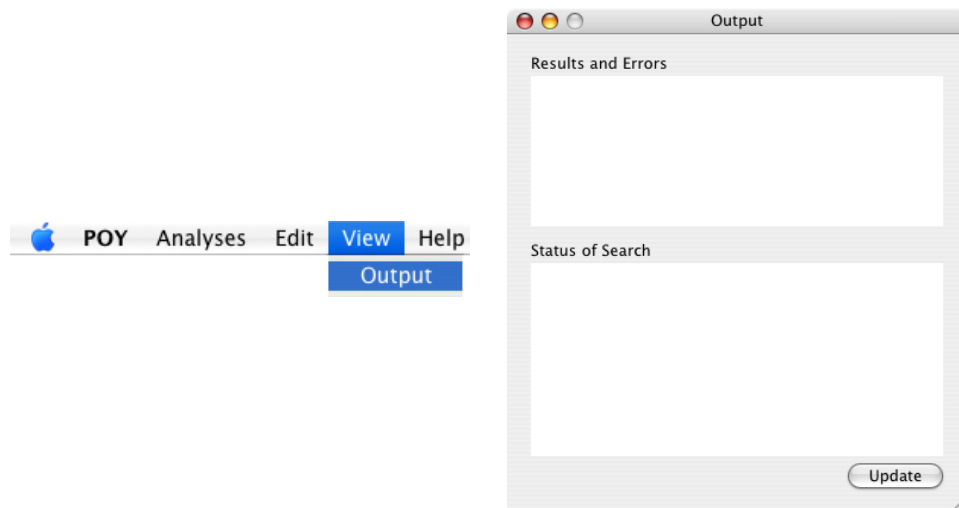 POY Analyses Edit View Help
Output
Output
Results and Errors
Status of Search
Update